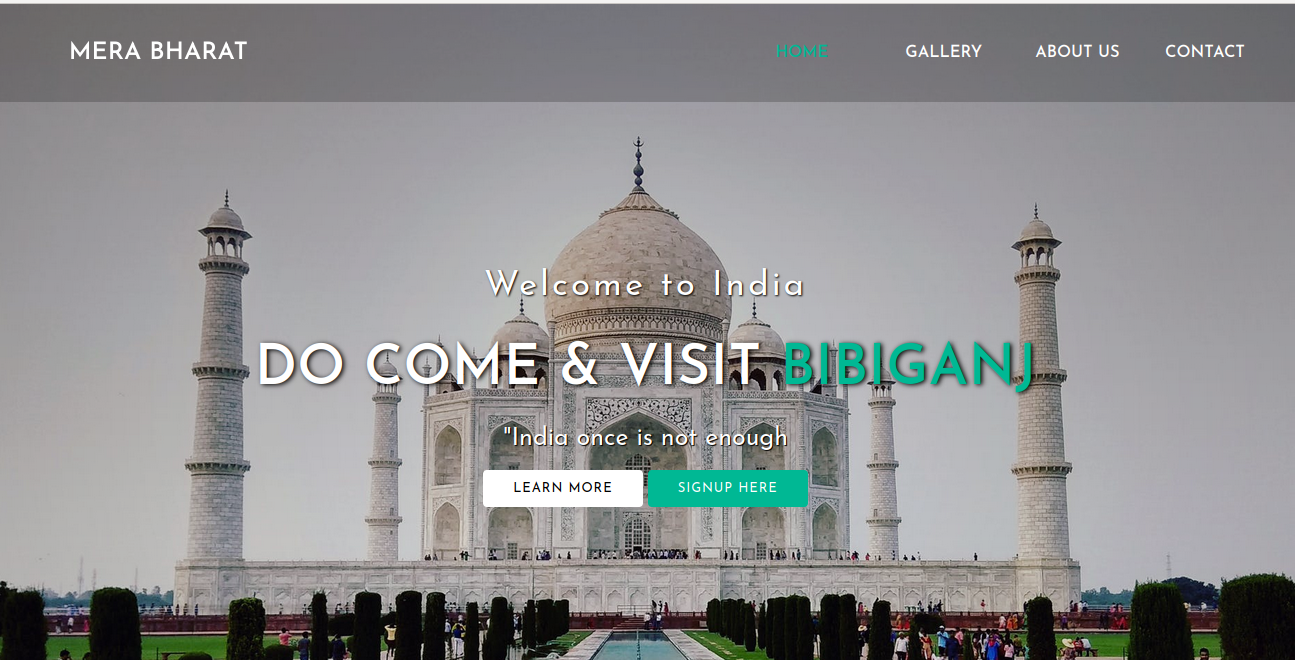 MERA BHARAT
HOME GALLERY ABOUT US CONTACT
Welcome to India
DO COME & VISIT BIBIGANJ
"India once is not enough
LEARN MORE SIGNUP HERE